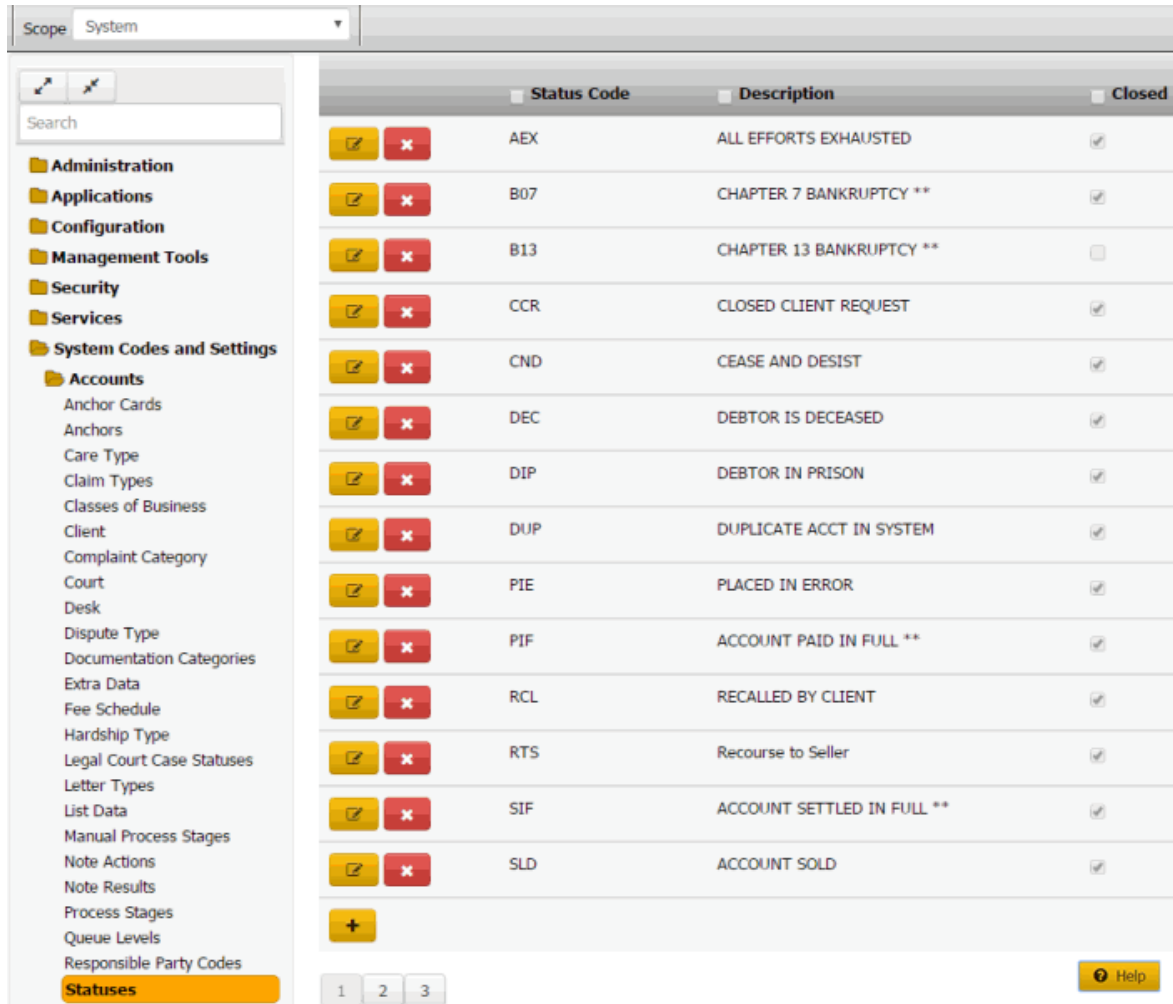 Scope System
Search
Administration
Applications
Configuration
Management Tools
Security
Services
System Codes and Settings
Accounts
Anchor Cards
Anchors
Care Type
Claim Types
Classes of Business
Client
Complaint Category
Court
Desk
Dispute Type
Documentation Categories
Extra Data
Fee Schedule
Hardship Type
Legal Court Case Statuses
Letter Types
List Data
Manual Process Stages
Note Actions
Note Results
Process Stages
Queue Levels
Responsible Party Codes
Statuses
Status Code Description Closed
AEX ALL EFFORTS EXHAUSTED
B07 CHAPTER 7 BANKRUPTCY **
B13 CHAPTER 13 BANKRUPTCY **
CCR CLOSED CLIENT REQUEST
CND CEASE AND DESIST
DEC DEBTOR IS DECEASED
DIP DEBTOR IN PRISON
DUP DUPLICATE ACCT IN SYSTEM
PIE PLACED IN ERROR
PIF ACCOUNT PAID IN FULL **
RCL RECALLED BY CLIENT
RTS Recourse to Seller
SIF ACCOUNT SETTLED IN FULL **
SLD ACCOUNT SOLD
1 2 3
Help